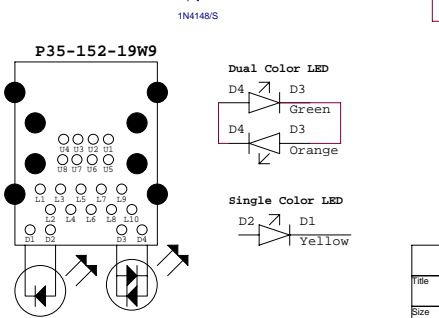 1N4148/S
P35-152-19W9
Dual Color LED
D4 D3
Green
D4 D3
Orange
U4 U3 U2 U1
U8 U7 U6 U5
L1 L3 L5 L7 L9
L2 L4 L6 L8 L10
D1 D2 D3 D4
Single Color LED
D2 D1
Yellow
Title
Size